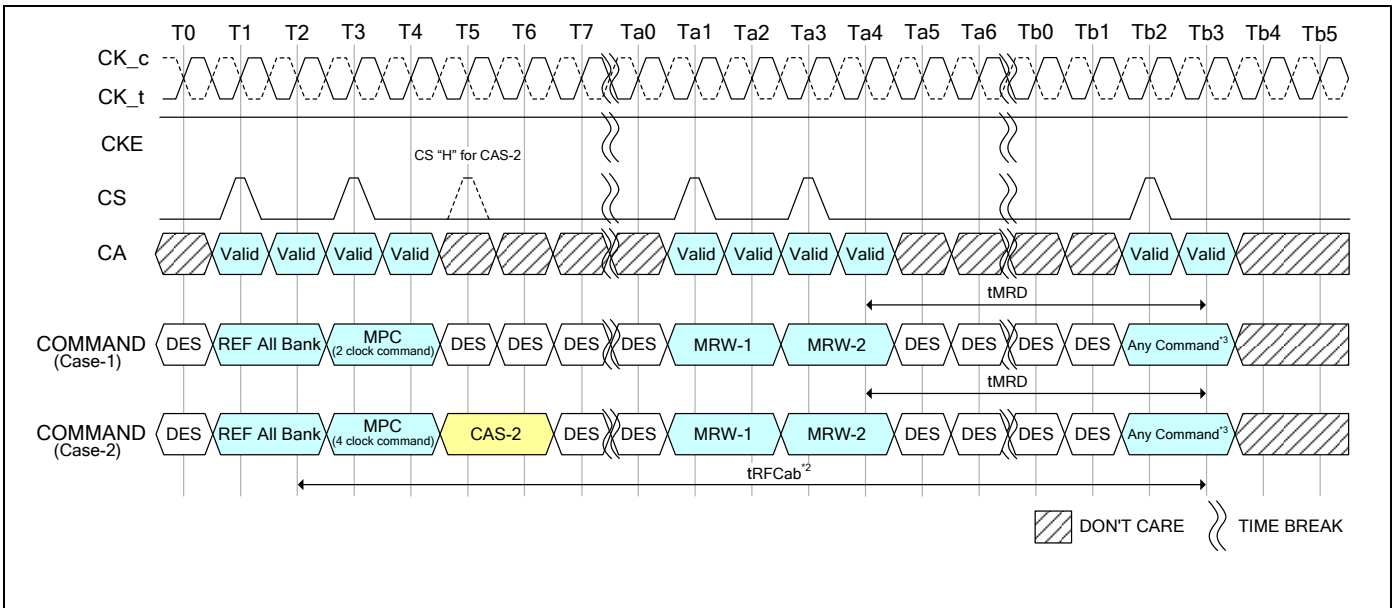 T0 T1 T2 T3 T4 T5 T6 T7 Ta0 Ta1 Ta2 Ta3 Ta4 Ta5 Ta6 Tb0 Tb1 Tb2 Tb3 Tb4 Tb5
CK_c
CK_t
CKE
CS "H" for CAS-2
CS
CA Valid Valid Valid Valid Valid Valid Valid Valid Valid Valid
tMRD
COMMAND DES REF All Bank MPC DES DES DES DES MRW-1 MRW-2 DES DES DES DES Any Command*3
(Case-1) (2 clock command)
tMRD
COMMAND DES REF All Bank MPC CAS-2 DES DES MRW-1 MRW-2 DES DES DES DES Any Command*3
(Case-2) (4 clock command)
tRFCab*2
DON'T CARE TIME BREAK